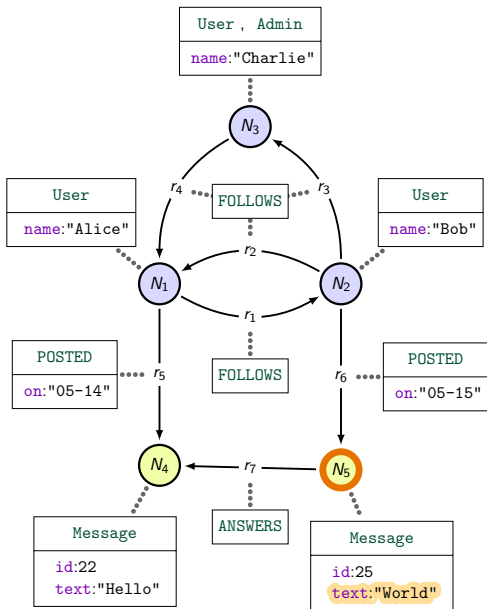 User , Admin
name:"Charlie"
N3
r4
r3
FOLLOWS
User
name:"Alice"
User
name:"Bob"
r2
N1
N2
r1
FOLLOWS
POSTED
on:"05-14"
r5
r6
POSTED
on:"05-15"
N4
r7
N5
ANSWERS
Message
id:22
text:"Hello"
Message
id:25
text:"World"